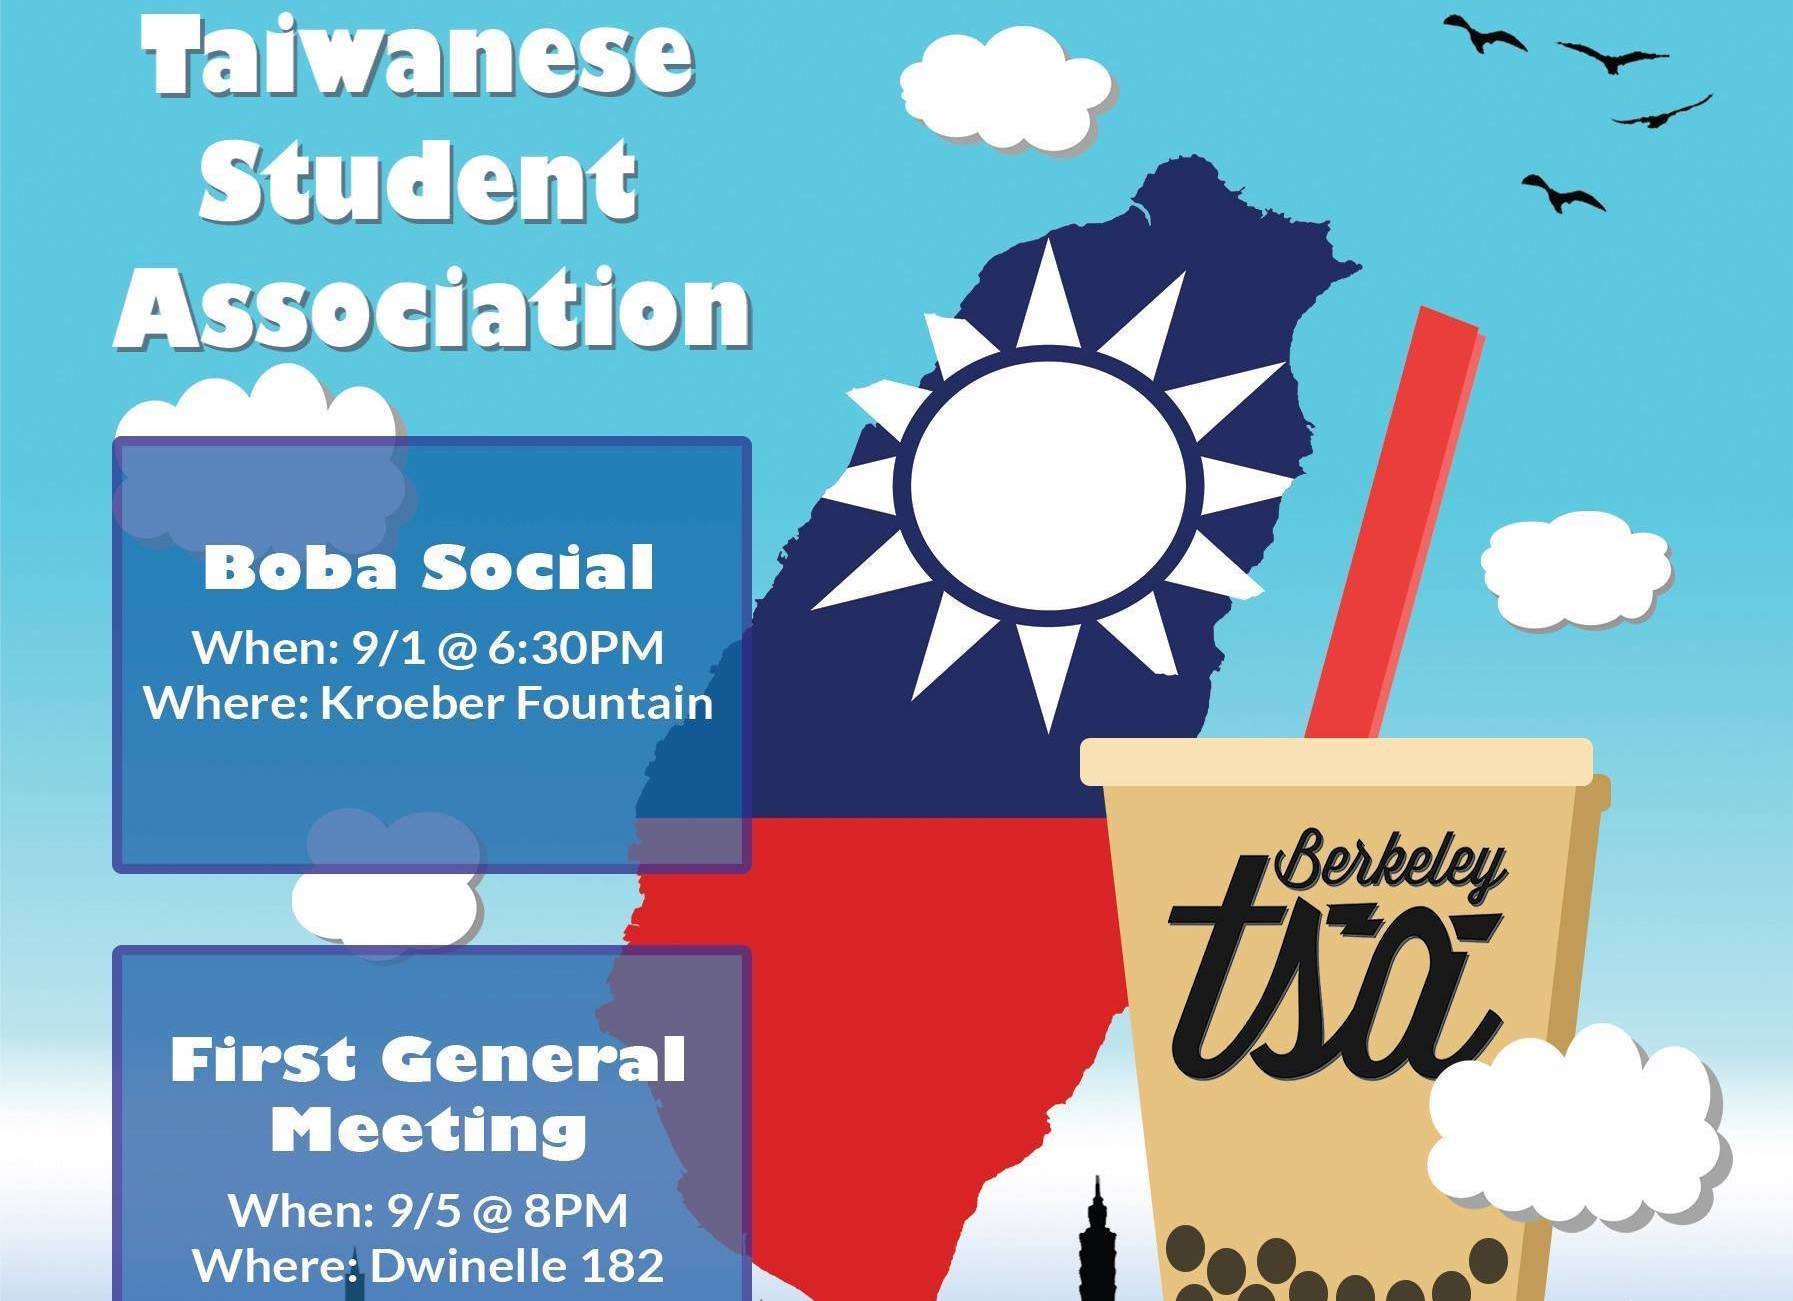 Taiwanese
Student
Association
Boba Social
When: 9/1 @ 6:30PM
Where: Kroeber Fountain
First General
Meeting
When: 9/5 @ 8PM
Where: Dwinelle 182
Berkeley
tsa